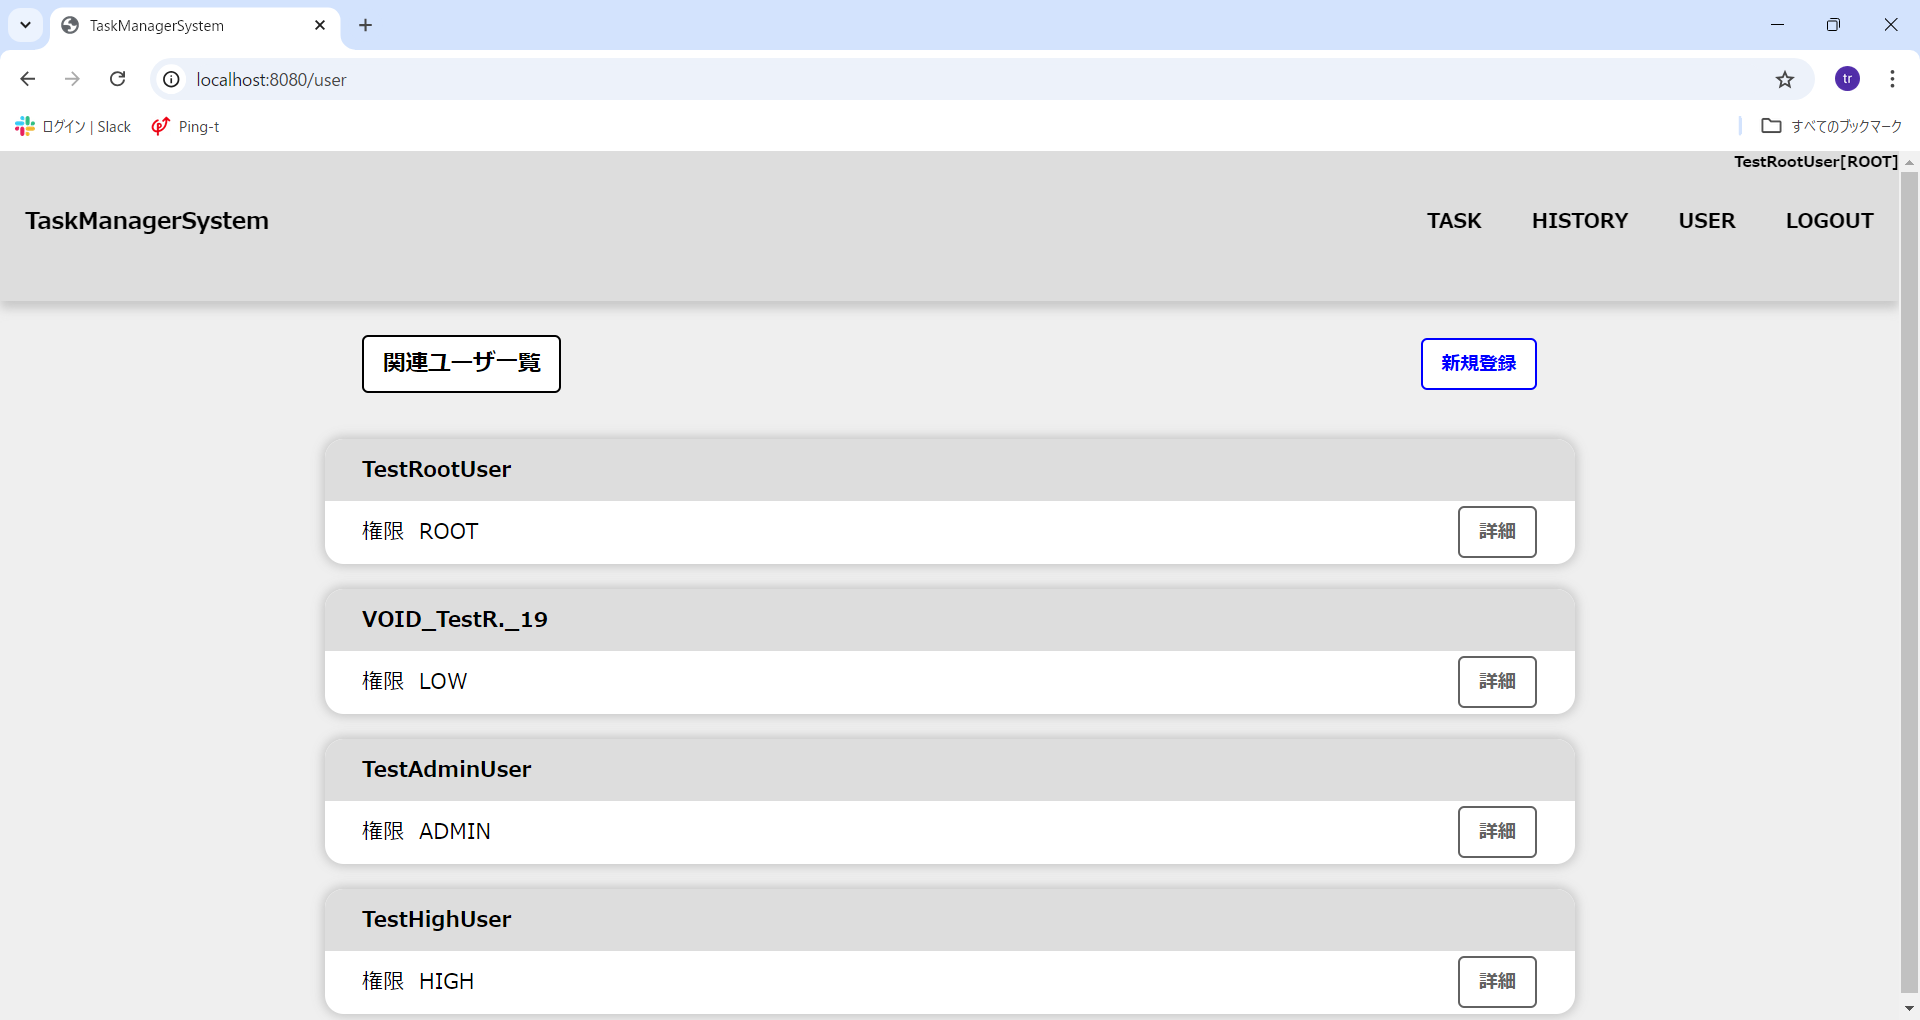 TaskManagerSystem
localhost:8080/user
tr
ログイン | Slack
Ping-t
すべてのブックマーク
TestRootUser[ROOT]
TaskManagerSystem
TASK
HISTORY
USER
LOGOUT
関連ユーザ一覧
新規登録
TestRootUser
権限 ROOT
詳細
VOID_TestR._19
権限 LOW
詳細
TestAdminUser
権限 ADMIN
詳細
TestHighUser
権限 HIGH
詳細